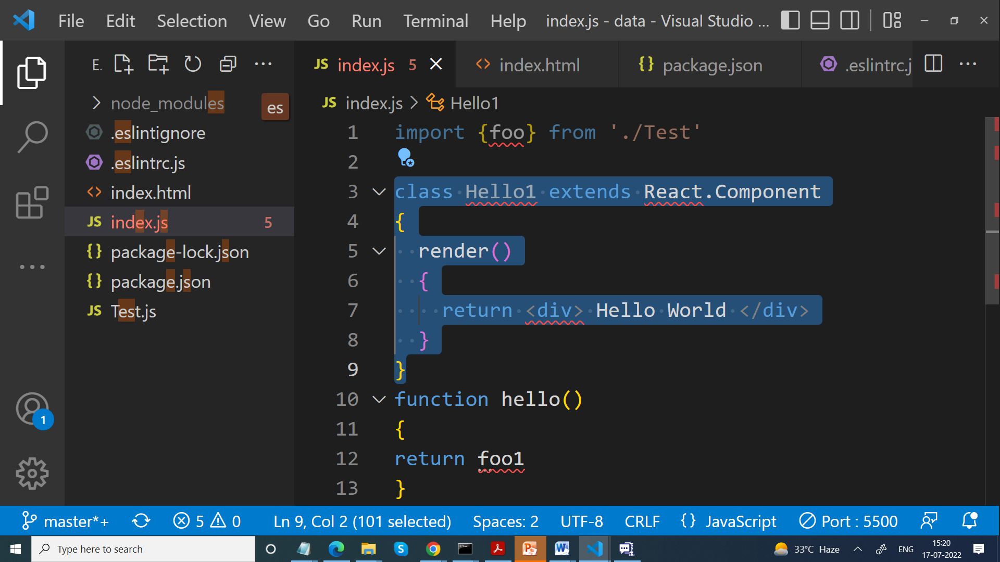 File Edit Selection View Go Run Terminal Help index.js - data - Visual Studio ...
E.
JS index.js 5 index.html {} package.json .eslintrc.j
node_modules
es
.eslintignore
.eslintrc.js
index.html
JS index.js 5
{} package-lock.json
{} package.json
JS Test.js
1
JS index.js > Hello1
1 import {foo} from './Test'
2
3 class Hello1 extends React.Component
4 {
5 render()
6 {
7 return <div> Hello World </div>
8 }
9 }
10 function hello()
11 {
12 return foo1
13 }
master*+ 5 0 Ln 9, Col 2 (101 selected) Spaces: 2 UTF-8 CRLF {} JavaScript Port : 5500
Type here to search
33°C Haze ENG 15:20
17-07-2022